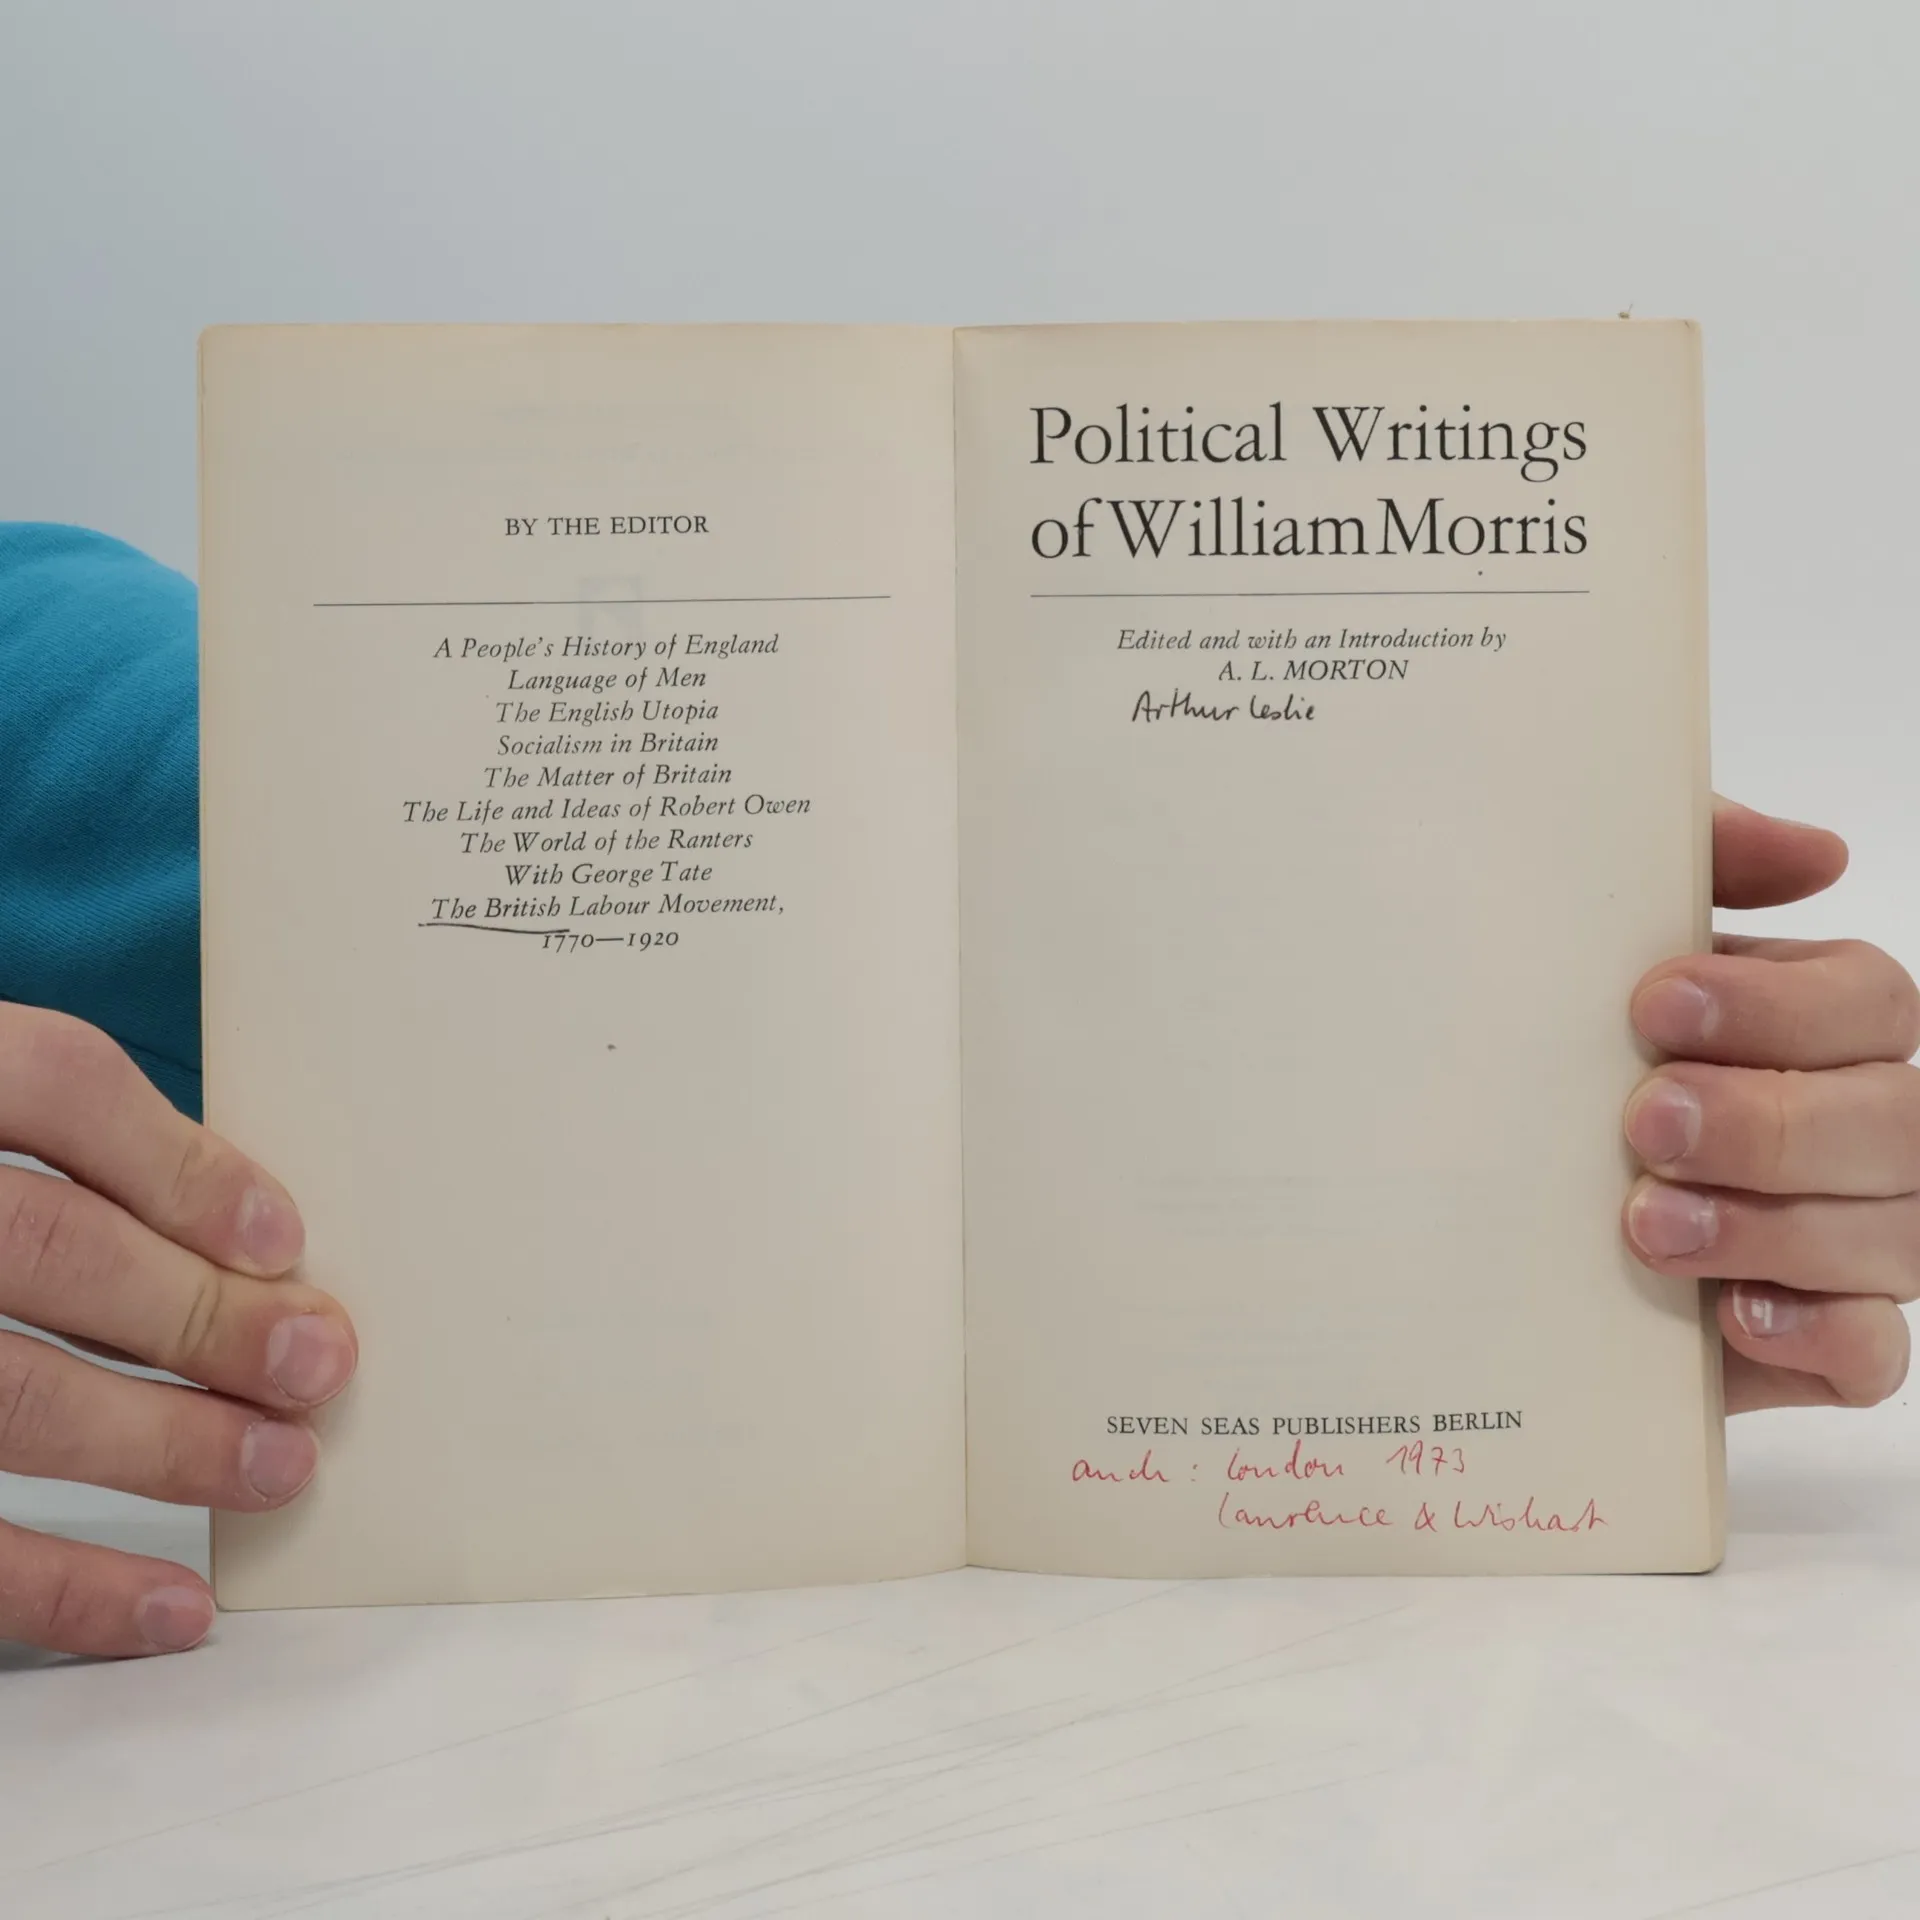 BY THE EDITOR
A People's History of England
Language of Men
The English Utopia
Socialism in Britain
The Matter of Britain
The Life and Ideas of Robert Owen
The World of the Ranters
With George Tate
The British Labour Movement,
1770—1920
Political Writings
of William Morris
Edited and with an Introduction by
A. L. MORTON
Arthur Leslie
SEVEN SEAS PUBLISHERS BERLIN
auch: London 1973
Lawrence & Wishart